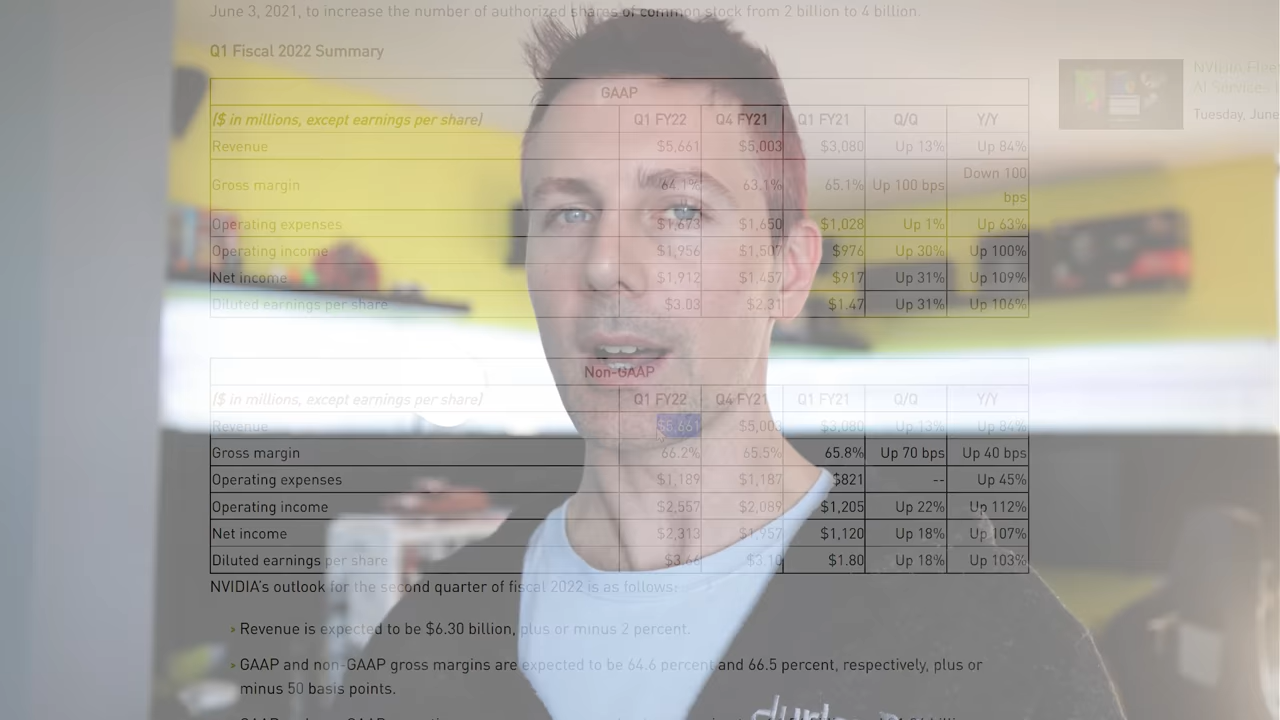 June 3, 2021, to increase the number of authorized shares of common stock from 2 billion to 4 billion.
Q1 Fiscal 2022 Summary
GAAP
($ in millions, except earnings per share) Q1 FY22 Q4 FY21 Q1 FY21 Q/Q Y/Y
Revenue $5,661 $5,003 $3,080 Up 13% Up 84%
Gross margin 64.1% 63.1% 65.1% Up 100 bps Down 100 bps
Operating expenses $1,673 $1,650 $1,028 Up 1% Up 63%
Operating income $1,956 $1,507 $976 Up 30% Up 100%
Net income $1,912 $1,457 $917 Up 31% Up 109%
Diluted earnings per share $3.03 $2.31 $1.47 Up 31% Up 106%
Non-GAAP
($ in millions, except earnings per share) Q1 FY22 Q4 FY21 Q1 FY21 Q/Q Y/Y
Revenue $5,661 $5,003 $3,080 Up 13% Up 84%
Gross margin 66.2% 65.5% 65.8% Up 70 bps Up 40 bps
Operating expenses $1,189 $1,187 $821 -- Up 45%
Operating income $2,557 $2,089 $1,205 Up 22% Up 112%
Net income $2,313 $1,957 $1,120 Up 18% Up 107%
Diluted earnings per share $3.66 $3.10 $1.80 Up 18% Up 103%
NVIDIA's outlook for the second quarter of fiscal 2022 is as follows:
› Revenue is expected to be $6.30 billion, plus or minus 2 percent.
› GAAP and non-GAAP gross margins are expected to be 64.6 percent and 66.5 percent, respectively, plus or
minus 50 basis points.
NVIDIA
AI Services
Tuesday, June